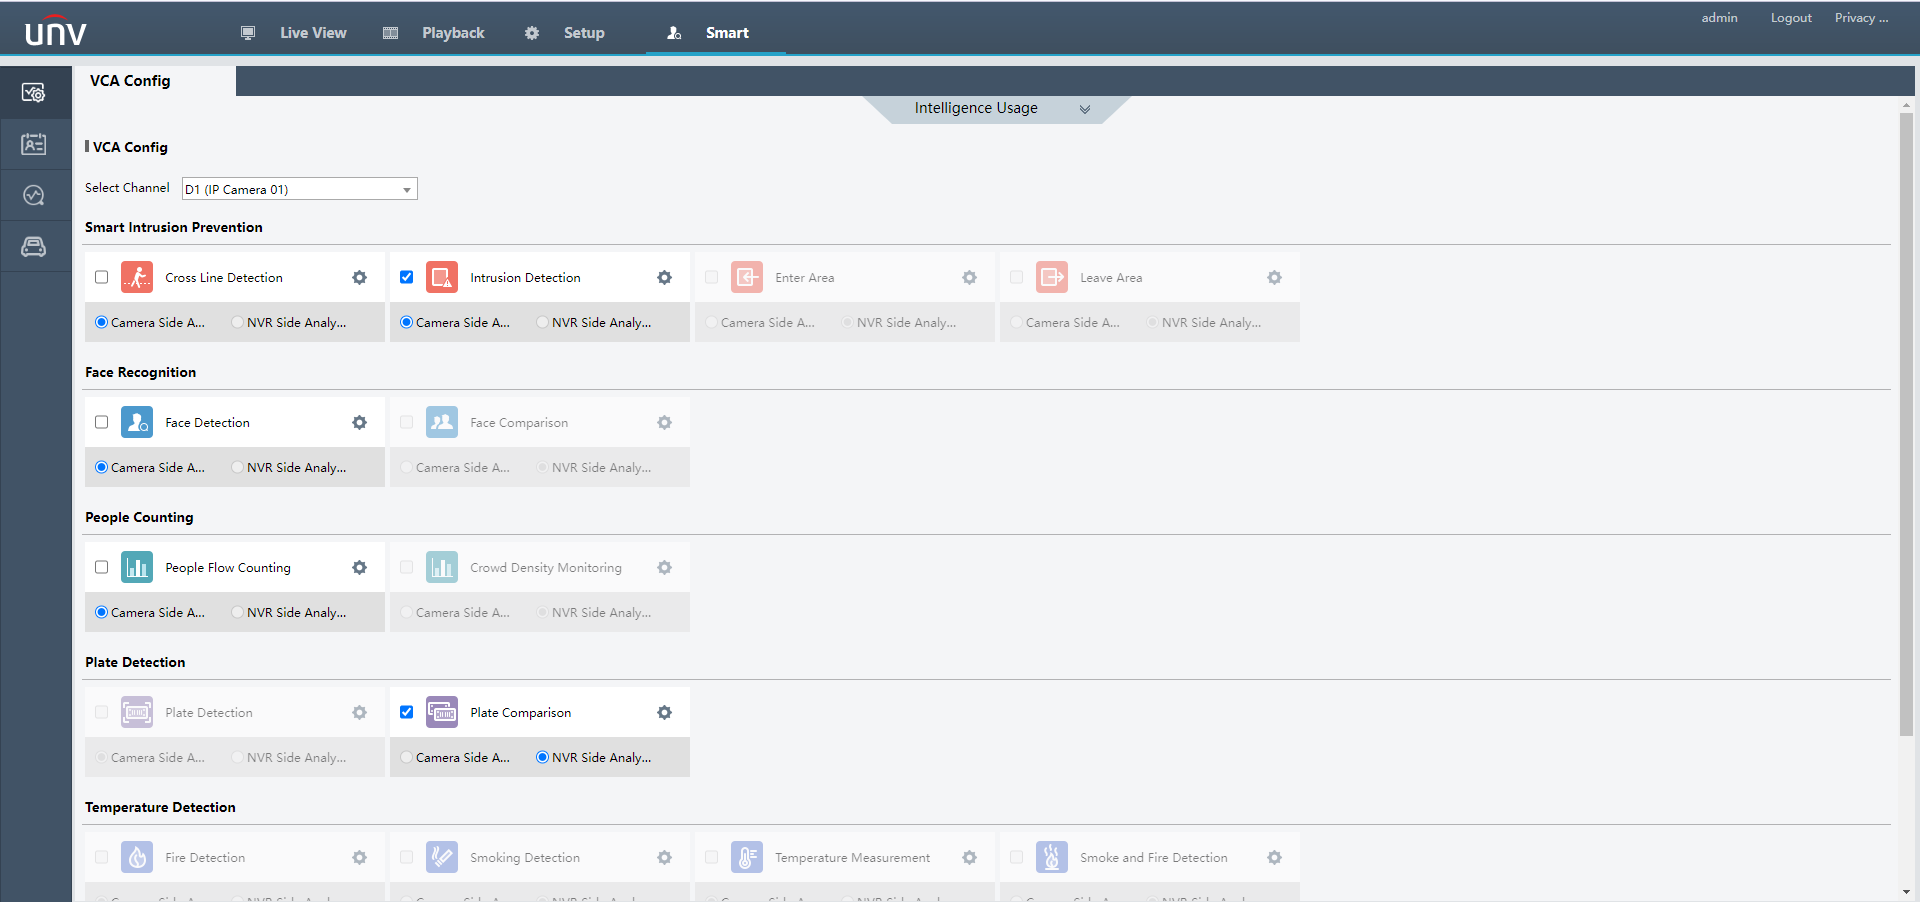 unv
Live View
Playback
Setup
Smart
admin
Logout
Privacy ...
VCA Config
Intelligence Usage
VCA Config
Select Channel
D1 (IP Camera 01)
Smart Intrusion Prevention
Cross Line Detection
Intrusion Detection
Enter Area
Leave Area
Camera Side A...
NVR Side Analy...
Camera Side A...
NVR Side Analy...
Camera Side A...
NVR Side Analy...
Camera Side A...
NVR Side Analy...
Face Recognition
Face Detection
Face Comparison
Camera Side A...
NVR Side Analy...
Camera Side A...
NVR Side Analy...
People Counting
People Flow Counting
Crowd Density Monitoring
Camera Side A...
NVR Side Analy...
Camera Side A...
NVR Side Analy...
Plate Detection
Plate Detection
Plate Comparison
Camera Side A...
NVR Side Analy...
Camera Side A...
NVR Side Analy...
Temperature Detection
Fire Detection
Smoking Detection
Temperature Measurement
Smoke and Fire Detection